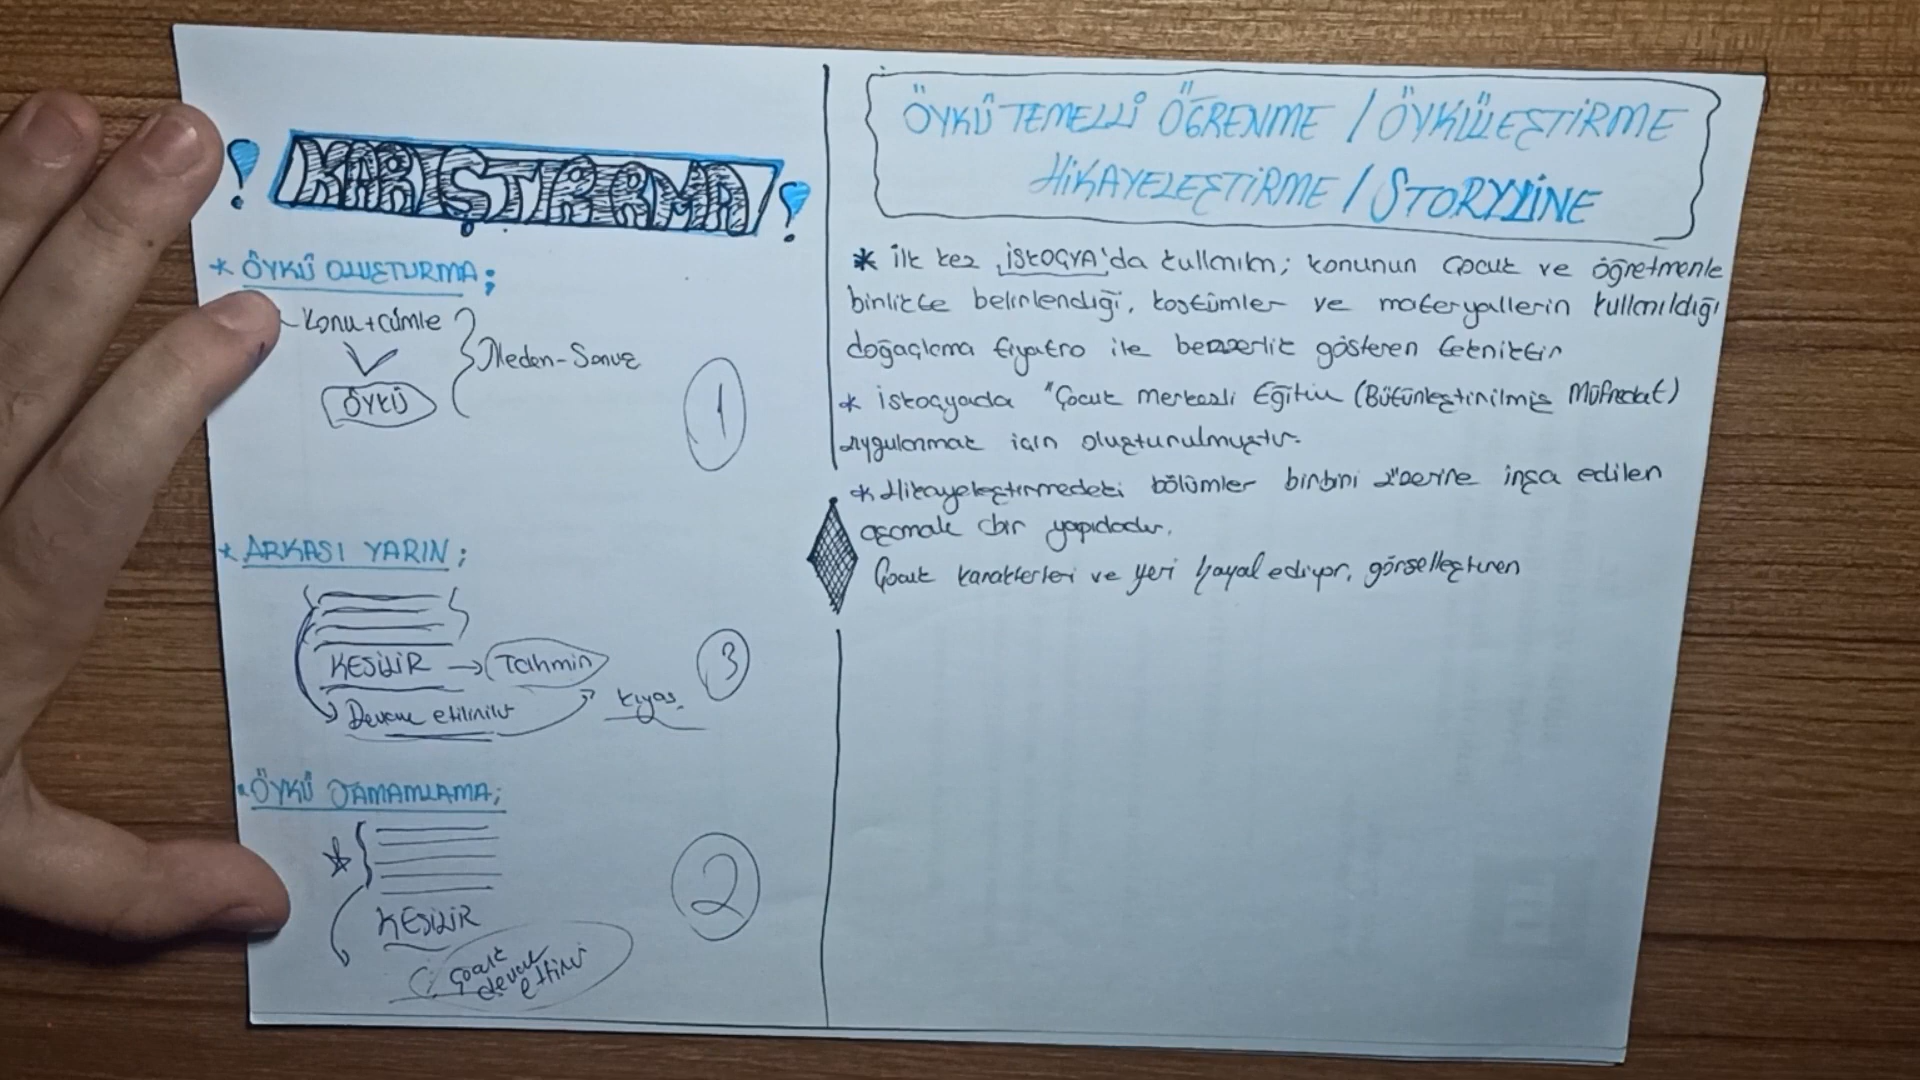 ! KARIŞTIRMA !
* ÖYKÜ OLUŞTURMA;
Konu+cümle
ÖYKÜ
Neden-Sonuç
1
* ARKASI YARIN;
KESİLİR → Tahmin
Devam ettirilir
kıyas.
3
ÖYKÜ TAMAMLAMA;
KESİLİR
Çocuk
devam
ettirir
2
ÖYKÜ TEMELLİ ÖĞRENME / ÖYKÜLEŞTİRME
HİKAYELEŞTİRME / STORYLİNE
* İlk kez İSKOÇYA'da kullanılan; konunun çocuk ve öğretmenle
birlikte belirlendiği, kostümler ve materyallerin kullanıldığı
doğaçlama tiyatro ile benzerlik gösteren tekniktir
* İskoçyada "Çocuk Merkezli Eğitim (Bütünleştirilmiş Müfredat)
uygulanmak için oluşturulmuştur.
* Hikayeleştirmedeki bölümler birbiri üzerine inşa edilen
aşamalı bir yapıdadır.
Çocuk karakterleri ve yeri hayal ediyor, görselleştiren